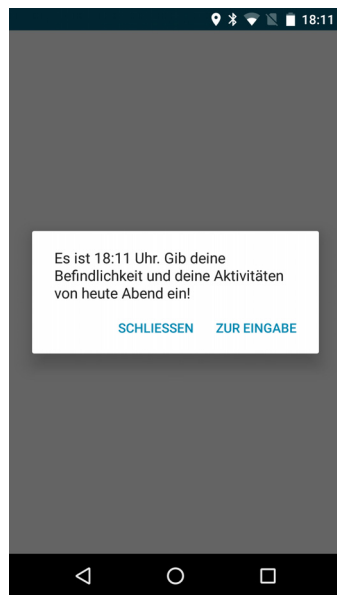 18:11
Es ist 18:11 Uhr. Gib deine
Befindlichkeit und deine Aktivitäten
von heute Abend ein!
SCHLIESSEN ZUR EINGABE